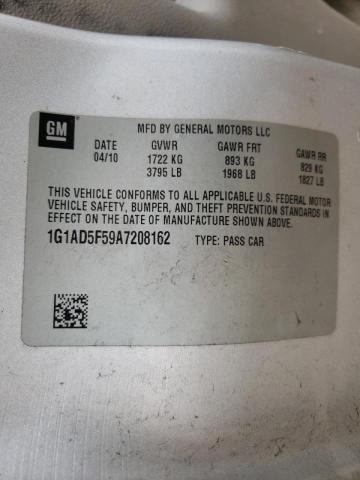 GM
MFD BY GENERAL MOTORS LLC
DATE GVWR GAWR FRT GAWR RR
04/10 1722 KG 893 KG 829 KG
3795 LB 1968 LB 1827 LB
THIS VEHICLE CONFORMS TO ALL APPLICABLE U.S. FEDERAL MOTOR
VEHICLE SAFETY, BUMPER, AND THEFT PREVENTION STANDARDS IN
EFFECT ON THE DATE OF MANUFACTURE SHOWN ABOVE.
1G1AD5F59A7208162 TYPE: PASS CAR